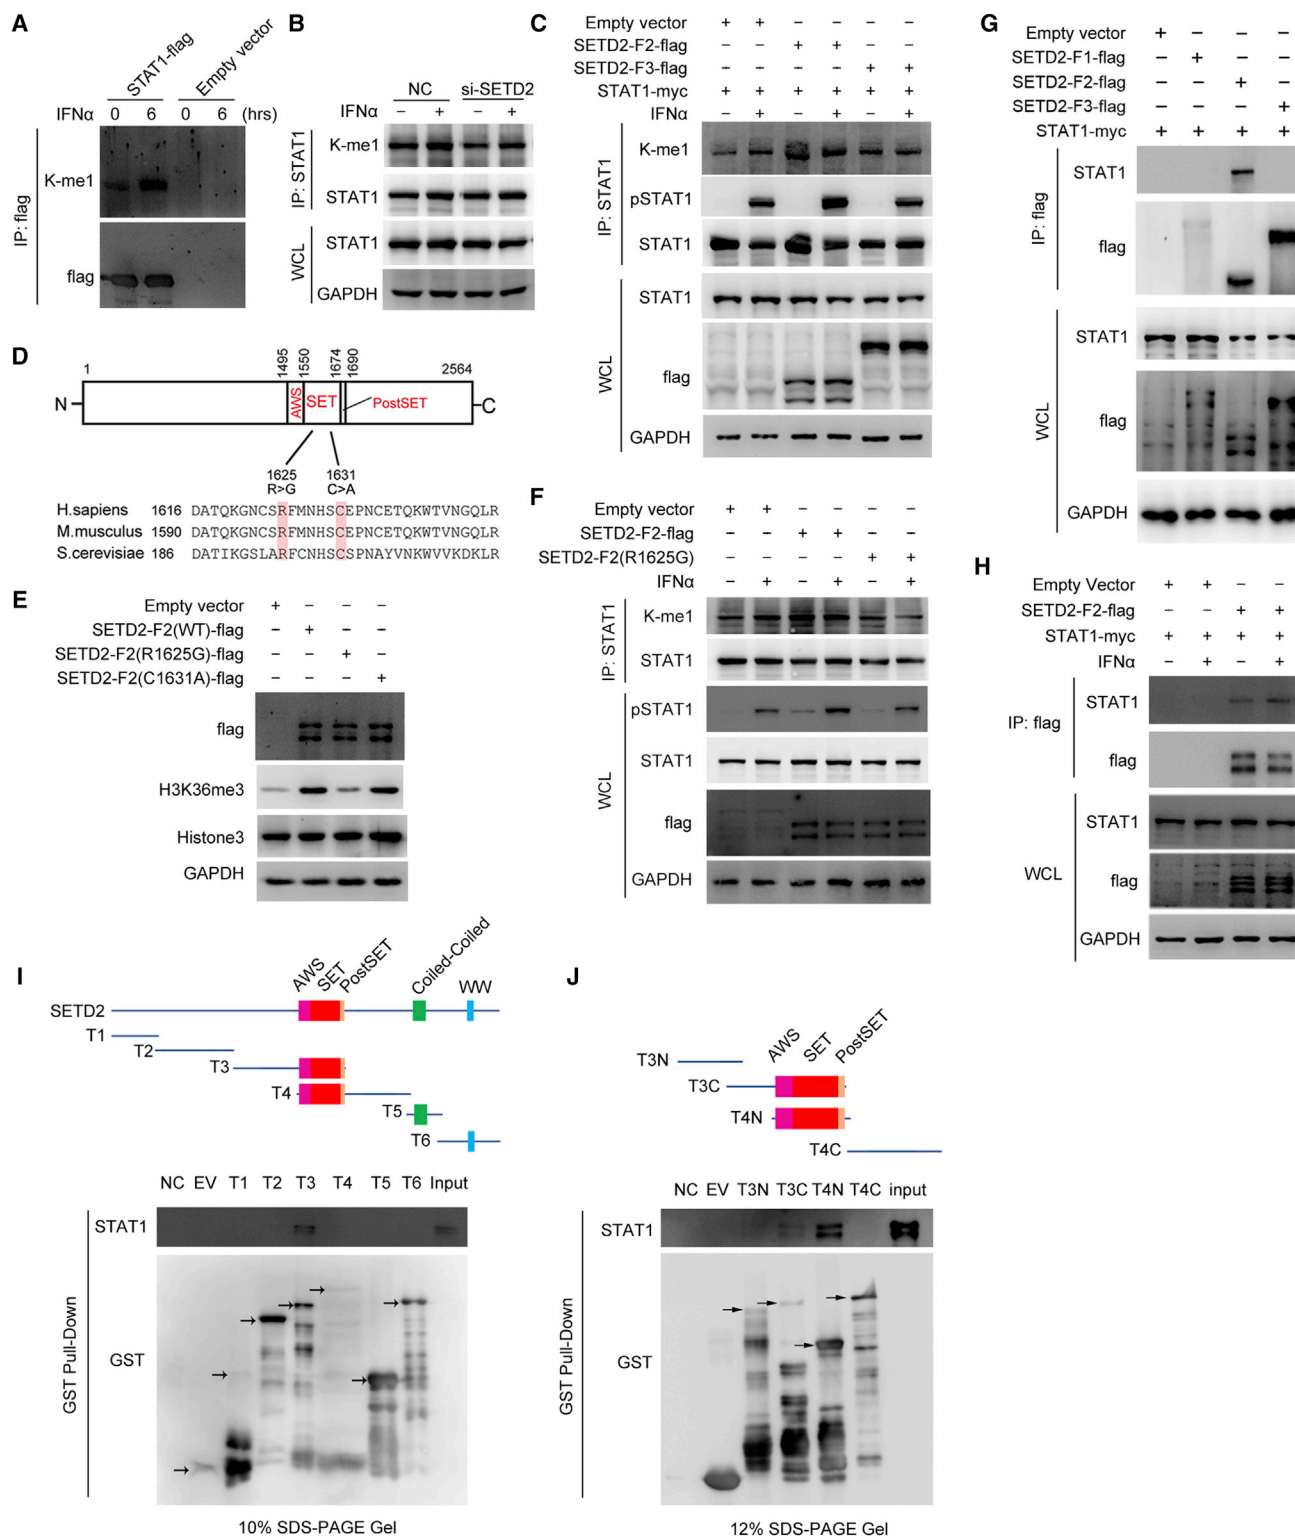 A
STAT1-flag
Empty vector
IFNα 0 6 0 6 (hrs)
IP: flag
K-me1
flag
B
NC si-SETD2
IFNα – + – +
IP: STAT1
K-me1
STAT1
WCL
STAT1
GAPDH
C
Empty vector + + – – – –
SETD2-F2-flag – – + + – –
SETD2-F3-flag – – – – + +
STAT1-myc + + + + + +
IFNα – + – + – +
IP: STAT1
K-me1
pSTAT1
STAT1
WCL
STAT1
flag
GAPDH
D
1 1495 1550 1674 1690 2564
N AWS SET PostSET C
1625 1631
R>G C>A
H.sapiens 1616 DATQKGNCSRFMNHSCEPNCETQKWTVNGQLR
M.musculus 1590 DATQKGNCSRFMNHSCEPNCETQKWTVNGQLR
S.cerevisiae 186 DATIKGSLARFCNHSCSPNAYVNKWVVKDKLR
E
Empty vector + – – –
SETD2-F2(WT)-flag – + – –
SETD2-F2(R1625G)-flag – – + –
SETD2-F2(C1631A)-flag – – – +
flag
H3K36me3
Histone3
GAPDH
F
Empty vector + + – – – –
SETD2-F2-flag – – + + – –
SETD2-F2(R1625G) – – – – + +
IFNα – + – + – +
IP: STAT1
K-me1
STAT1
WCL
pSTAT1
STAT1
flag
GAPDH
G
Empty vector + – – –
SETD2-F1-flag – + – –
SETD2-F2-flag – – + –
SETD2-F3-flag – – – +
STAT1-myc + + + +
IP: flag
STAT1
flag
WCL
STAT1
flag
GAPDH
H
Empty Vector + + – –
SETD2-F2-flag – – + +
STAT1-myc + + + +
IFNα – + – +
IP: flag
STAT1
flag
WCL
STAT1
flag
GAPDH
I
AWS SET PostSET Coiled-Coiled WW
SETD2
T1
T2
T3
T4
T5
T6
NC EV T1 T2 T3 T4 T5 T6 Input
GST Pull-Down
STAT1
GST
10% SDS-PAGE Gel
J
AWS SET PostSET
T3N
T3C
T4N
T4C
NC EV T3N T3C T4N T4C input
GST Pull-Down
STAT1
GST
12% SDS-PAGE Gel